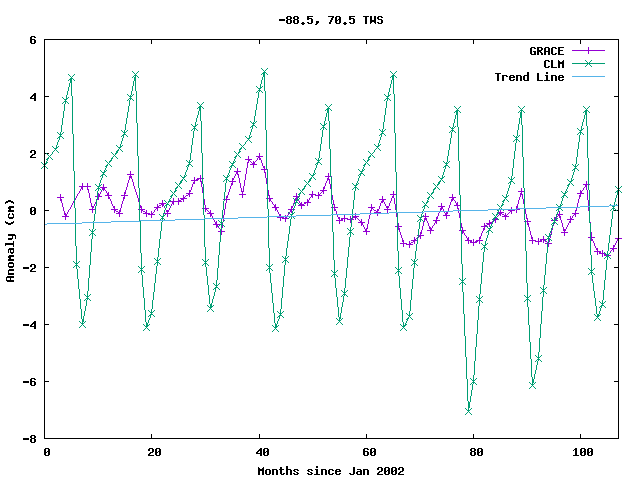 -88.5, 70.5 TWS
GRACE
CLM
Trend Line
6
4
2
0
-2
-4
-6
-8
Anomaly (cm)
0 20 40 60 80 100
Months since Jan 2002